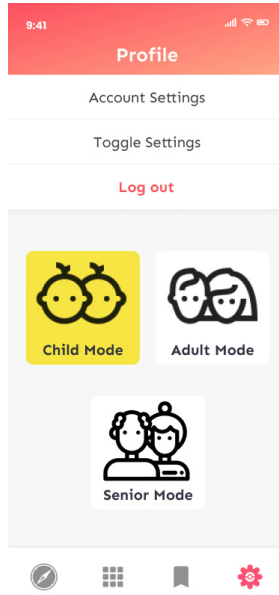 9:41
Profile
Account Settings
Toggle Settings
Log out
Child Mode
Adult Mode
Senior Mode